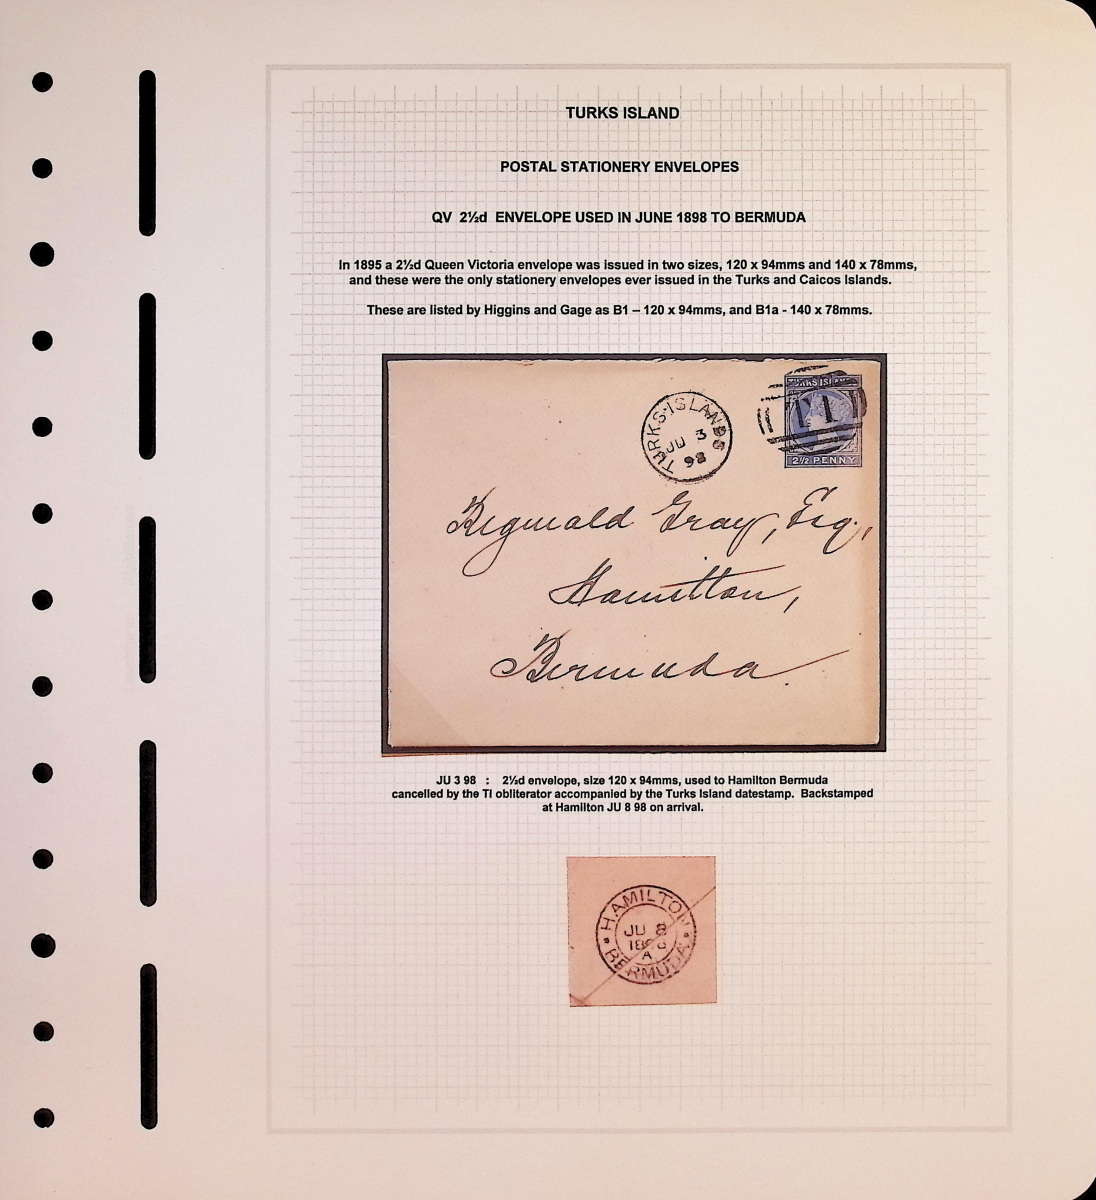 TURKS ISLAND
POSTAL STATIONERY ENVELOPES
QV 2½d ENVELOPE USED IN JUNE 1898 TO BERMUDA
In 1895 a 2½d Queen Victoria envelope was issued in two sizes, 120 x 94mms and 140 x 78mms,
and these were the only stationery envelopes ever issued in the Turks and Caicos Islands.
These are listed by Higgins and Gage as B1 – 120 x 94mms, and B1a - 140 x 78mms.
TURKS ISLAND
T I
2½ PENNY
TURKS-ISLANDS
JU 3
98
Reginald Gray, Esq.,
Hamilton,
Bermuda.
JU 3 98 : 2½d envelope, size 120 x 94mms, used to Hamilton Bermuda
cancelled by the TI obliterator accompanied by the Turks Island datestamp. Backstamped
at Hamilton JU 8 98 on arrival.
HAMILTON
JU 8
1898
A
BERMUDA